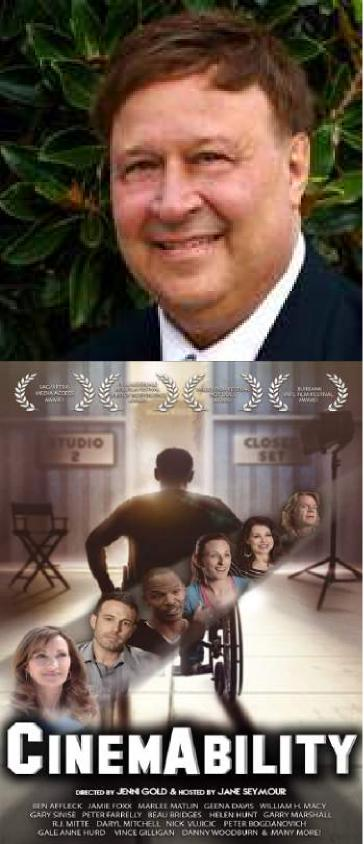 SAG/AFTRA
MEDIA ACCESS
AWARD
AWARD
BURBANK
INT'L FILM FESTIVAL
AWARD
STUDIO
2
CLOSED
SET
CINEMABILITY
DIRECTED BY JENNI GOLD & HOSTED BY JANE SEYMOUR
BEN AFFLECK JAMIE FOXX MARLEE MATLIN GEENA DAVIS WILLIAM H. MACY
GARY SINISE PETER FARRELLY BEAU BRIDGES HELEN HUNT GARRY MARSHALL
R.J. MITTE DARYL MITCHELL NICK VUJICIC PETER BOGDANOVICH
GALE ANNE HURD VINCE GILLIGAN DANNY WOODBURN & MANY MORE!